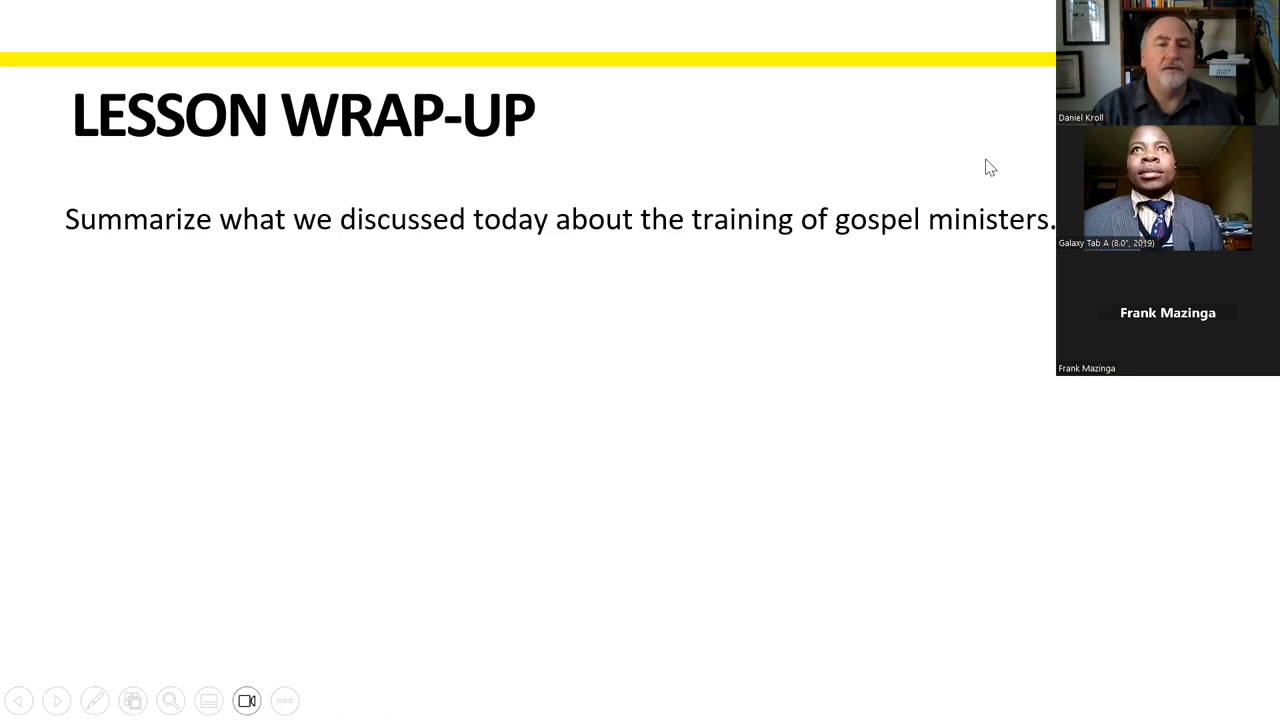 LESSON WRAP-UP
Summarize what we discussed today about the training of gospel ministers.
Daniel Kroll
Galaxy Tab A (8.0", 2019)
Frank Mazinga
Frank Mazinga